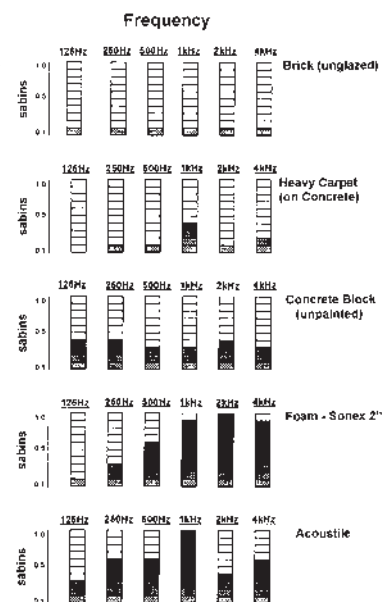 Frequency
125Hz 250Hz 500Hz 1kHz 2kHz 4kHz
Brick (unglazed)
1.0
0.5
0.1
sabins
125Hz 250Hz 500Hz 1kHz 2kHz 4kHz
Heavy Carpet
(on Concrete)
1.0
0.5
0.1
sabins
125Hz 250Hz 500Hz 1kHz 2kHz 4kHz
Concrete Block
(unpainted)
1.0
0.5
0.1
sabins
125Hz 250Hz 500Hz 1kHz 2kHz 4kHz
Foam - Sonex 2"
1.0
0.5
0.1
sabins
125Hz 250Hz 500Hz 1kHz 2kHz 4kHz
Acoustile
1.0
0.5
0.1
sabins